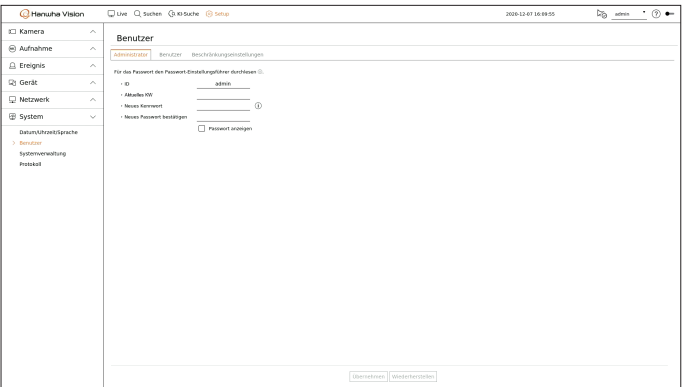 Hanwha Vision
Live Suchen KI-Suche Setup 2020-12-07 16:09:55 admin
Kamera
Aufnahme
Ereignis
Gerät
Netzwerk
System
Datum/Uhrzeit/Sprache
> Benutzer
Systemverwaltung
Protokoll
Benutzer
Administrator Benutzer Beschränkungseinstellungen
Für das Passwort den Passwort-Einstellungsführer durchlesen
• ID admin
• Aktuelles KW
• Neues Kennwort
• Neues Passwort bestätigen
Passwort anzeigen
Übernehmen Wiederherstellen